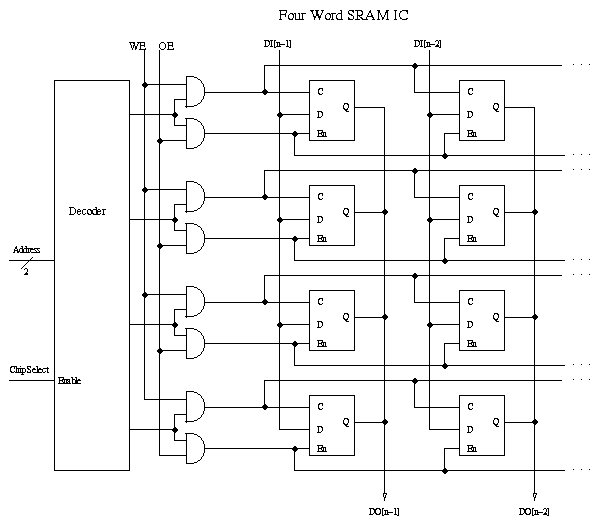 Four Word SRAM IC
WE OE DI[n-1] DI[n-2]
C Q C Q
D D
En En
Decoder
C Q C Q
D D
En En
Address
2
C Q C Q
D D
En En
ChipSelect
Enable
C Q C Q
D D
En En
DO[n-1] DO[n-2]